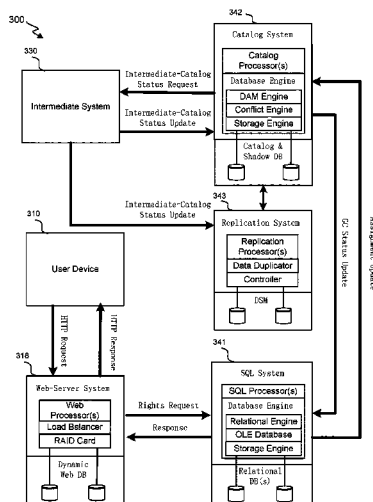 300
342
Catalog System
Catalog
Processor(s)
Database Engine
DAM Engine
Conflict Engine
Storage Engine
Catalog &
Shadow DB
330
Intermediate System
Intermediate-Catalog
Status Request
Intermediate-Catalog
Status Update
Intermediate-Catalog
Status Update
343
Replication System
Replication
Processor(s)
Data Duplicator
Controller
DSM
310
User Device
HTTP Request
HTTP Response
GC Status Update
Update
316
Web-Server System
Web
Processor(s)
Load Balancer
RAID Card
Dynamic
Web DB
Rights Request
Response
341
SQL System
SQL Processor(s)
Database Engine
Relational Engine
OLE Database
Storage Engine
Relational
DB(s)